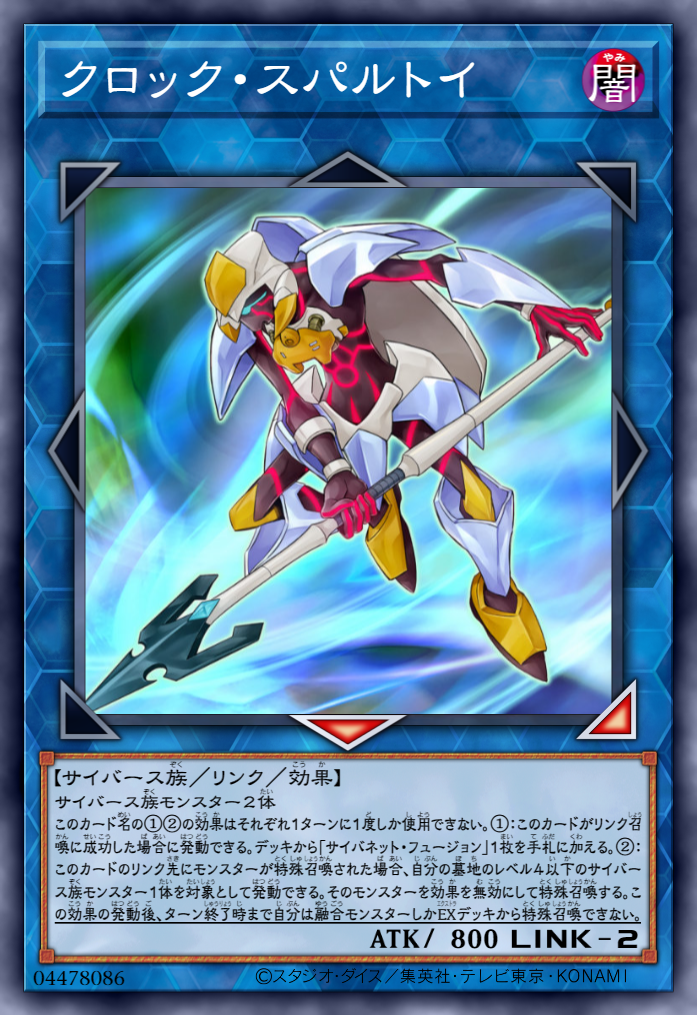 クロック・スパルトイ
闇
やみ
【サイバース族／リンク／効果】
サイバース族モンスター２体
このカード名の①②の効果はそれぞれ1ターンに1度しか使用できない。①：このカードがリンク召
喚に成功した場合に発動できる。デッキから「サイバネット・フュージョン」1枚を手札に加える。②：
このカードのリンク先にモンスターが特殊召喚された場合、自分の墓地のレベル４以下のサイバー
ス族モンスター1体を対象として発動できる。そのモンスターを効果を無効にして特殊召喚する。こ
の効果の発動後、ターン終了時まで自分は融合モンスターしかEXデッキから特殊召喚できない。
ATK/ 800 LINK-2
04478086 ©スタジオ・ダイス／集英社・テレビ東京・KONAMI